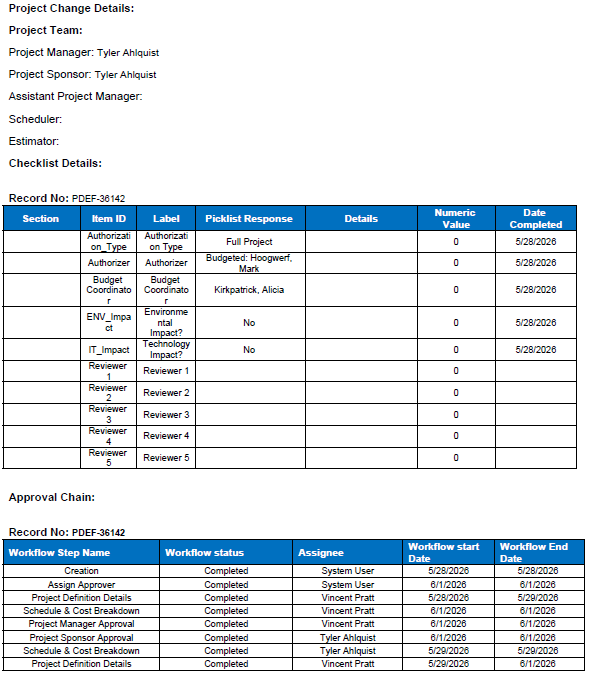 Project Change Details:
Project Team:
Project Manager: Tyler Ahlquist
Project Sponsor: Tyler Ahlquist
Assistant Project Manager:
Scheduler:
Estimator:
Checklist Details:
Record No: PDEF-36142
Section Item ID Label Picklist Response Details Numeric Value Date Completed
Authorizati on_Type Authorizati on Type Full Project 0 5/28/2026
Authorizer Authorizer Budgeted: Hoogwerf, Mark 0 5/28/2026
Budget Coordinato r Budget Coordinato r Kirkpatrick, Alicia 0 5/28/2026
ENV_Impa ct Environme ntal Impact? No 0 5/28/2026
IT_Impact Technology Impact? No 0 5/28/2026
Reviewer 1 Reviewer 1 0
Reviewer 2 Reviewer 2 0
Reviewer 3 Reviewer 3 0
Reviewer 4 Reviewer 4 0
Reviewer 5 Reviewer 5 0
Approval Chain:
Record No: PDEF-36142
Workflow Step Name Workflow status Assignee Workflow start Date Workflow End Date
Creation Completed System User 5/28/2026 5/28/2026
Assign Approver Completed System User 6/1/2026 6/1/2026
Project Definition Details Completed Vincent Pratt 5/28/2026 5/29/2026
Schedule & Cost Breakdown Completed Vincent Pratt 6/1/2026 6/1/2026
Project Manager Approval Completed Vincent Pratt 6/1/2026 6/1/2026
Project Sponsor Approval Completed Tyler Ahlquist 6/1/2026 6/1/2026
Schedule & Cost Breakdown Completed Tyler Ahlquist 5/29/2026 5/29/2026
Project Definition Details Completed Vincent Pratt 5/29/2026 6/1/2026